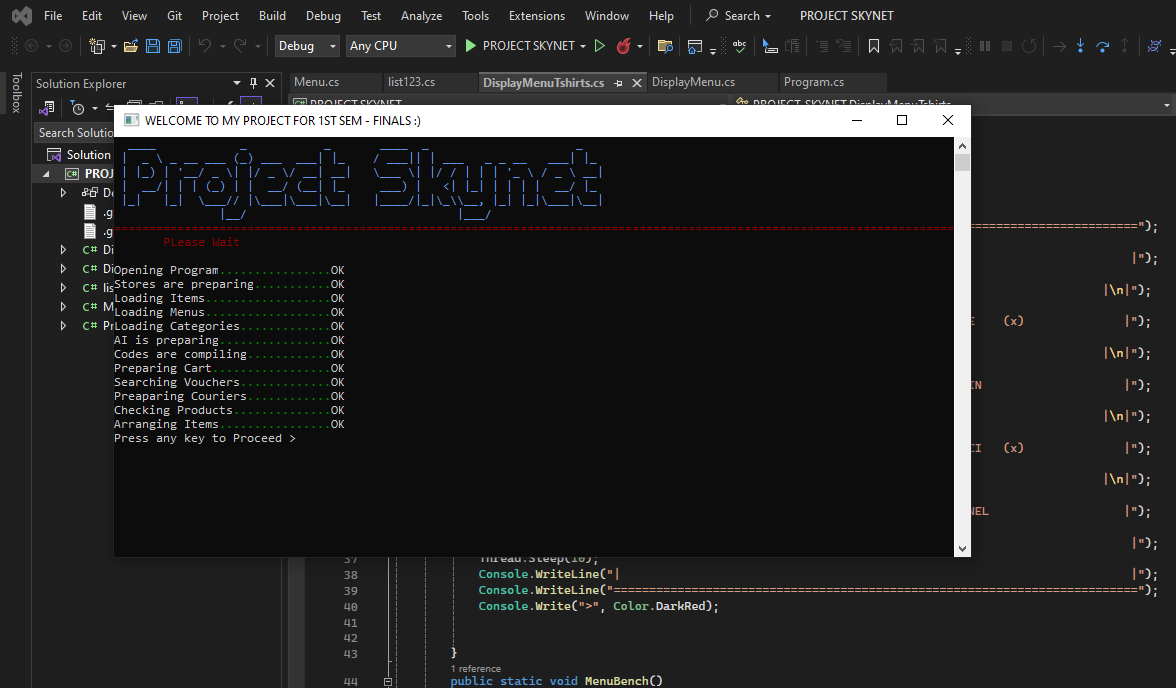 File Edit View Git Project Build Debug Test Analyze Tools Extensions Window Help Search PROJECT SKYNET
Debug Any CPU PROJECT SKYNET
Toolbox
Solution Explorer
Menu.cs list123.cs DisplayMenuTshirts.cs DisplayMenu.cs Program.cs
PROJECT SKYNET PROJECT_SKYNET.DisplayMenuTshirts
Search Solutio
Solution
C# PROJ
De
.g
.g
C# Di
C# Di
C# lis
C# M
C# Pr
WELCOME TO MY PROJECT FOR 1ST SEM - FINALS :)
Project Skynet
PLease Wait
Opening Program................OK
Stores are preparing...........OK
Loading Items..................OK
Loading Menus..................OK
Loading Categories.............OK
AI is preparing................OK
Codes are compiling............OK
Preparing Cart.................OK
Searching Vouchers.............OK
Preaparing Couriers............OK
Checking Products..............OK
Arranging Items................OK
Press any key to Proceed >
========================");
|");
|\n|");
E (x) |");
|\n|");
IN |");
|\n|");
CI (x) |");
|\n|");
NEL |");
|");
37 Thread.Sleep(10);
38 Console.WriteLine("| |");
39 Console.WriteLine("==========================================================================");
40 Console.Write(">", Color.DarkRed);
41
42
43 }
1 reference
44 public static void MenuBench()